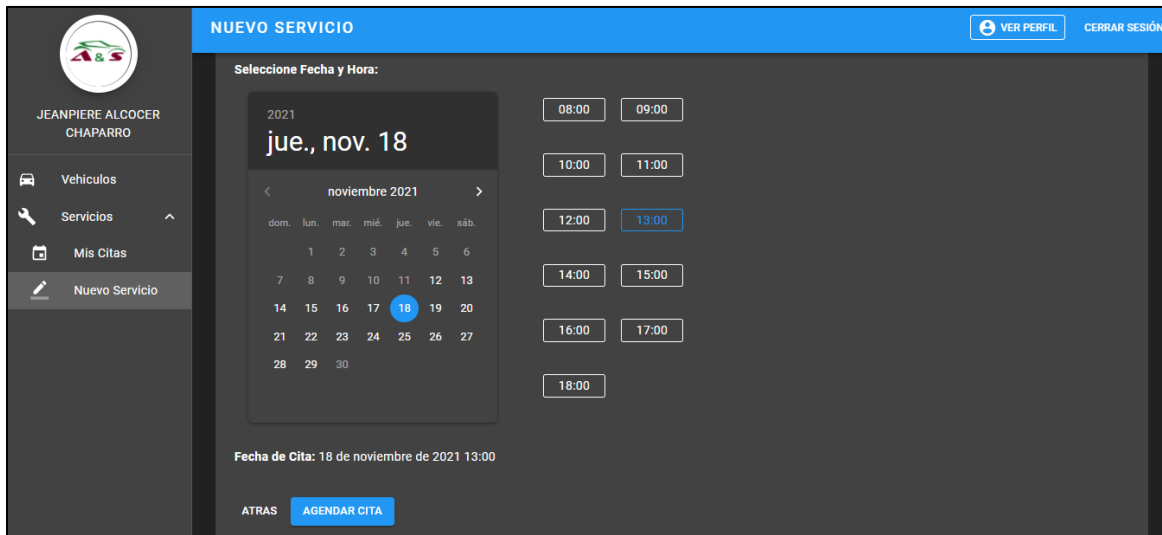 A & S
JEANPIERE ALCOCER
CHAPARRO
Vehiculos
Servicios
Mis Citas
Nuevo Servicio
NUEVO SERVICIO
VER PERFIL
CERRAR SESIÓN
Seleccione Fecha y Hora:
2021
jue., nov. 18
noviembre 2021
dom. lun. mar. mié. jue. vie. sáb.
1 2 3 4 5 6
7 8 9 10 11 12 13
14 15 16 17 18 19 20
21 22 23 24 25 26 27
28 29 30
08:00 09:00
10:00 11:00
12:00 13:00
14:00 15:00
16:00 17:00
18:00
Fecha de Cita: 18 de noviembre de 2021 13:00
ATRAS
AGENDAR CITA